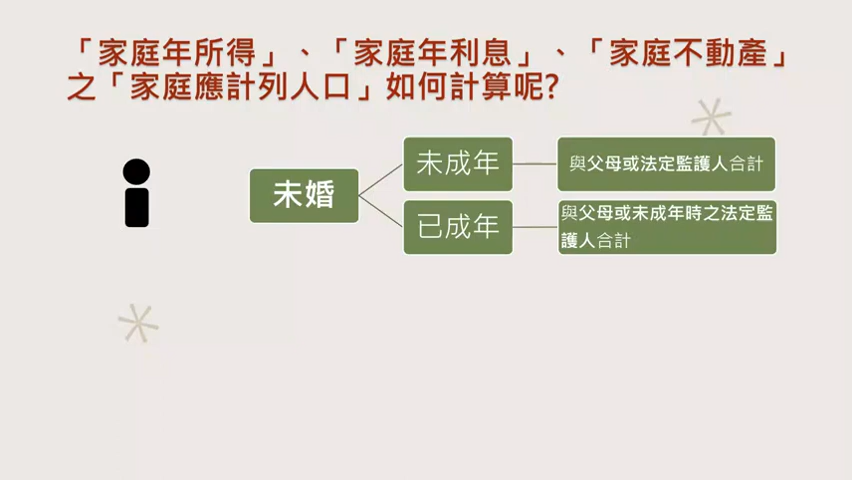 「家庭年所得」、「家庭年利息」、「家庭不動產」
之「家庭應計列人口」如何計算呢?
未婚
未成年
與父母或法定監護人合計
已成年
與父母或未成年時之法定監
護人合計